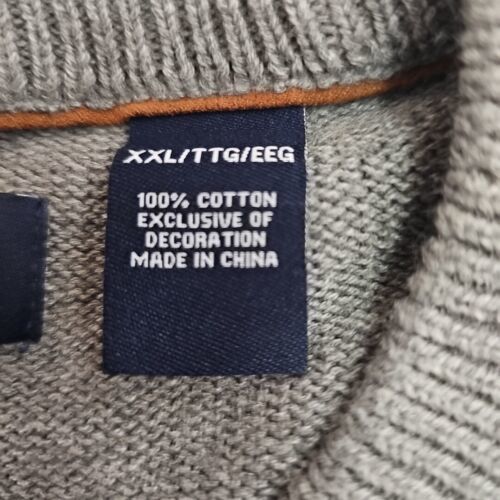 XXL/TTG/EEG
100% COTTON
EXCLUSIVE OF
DECORATION
MADE IN CHINA